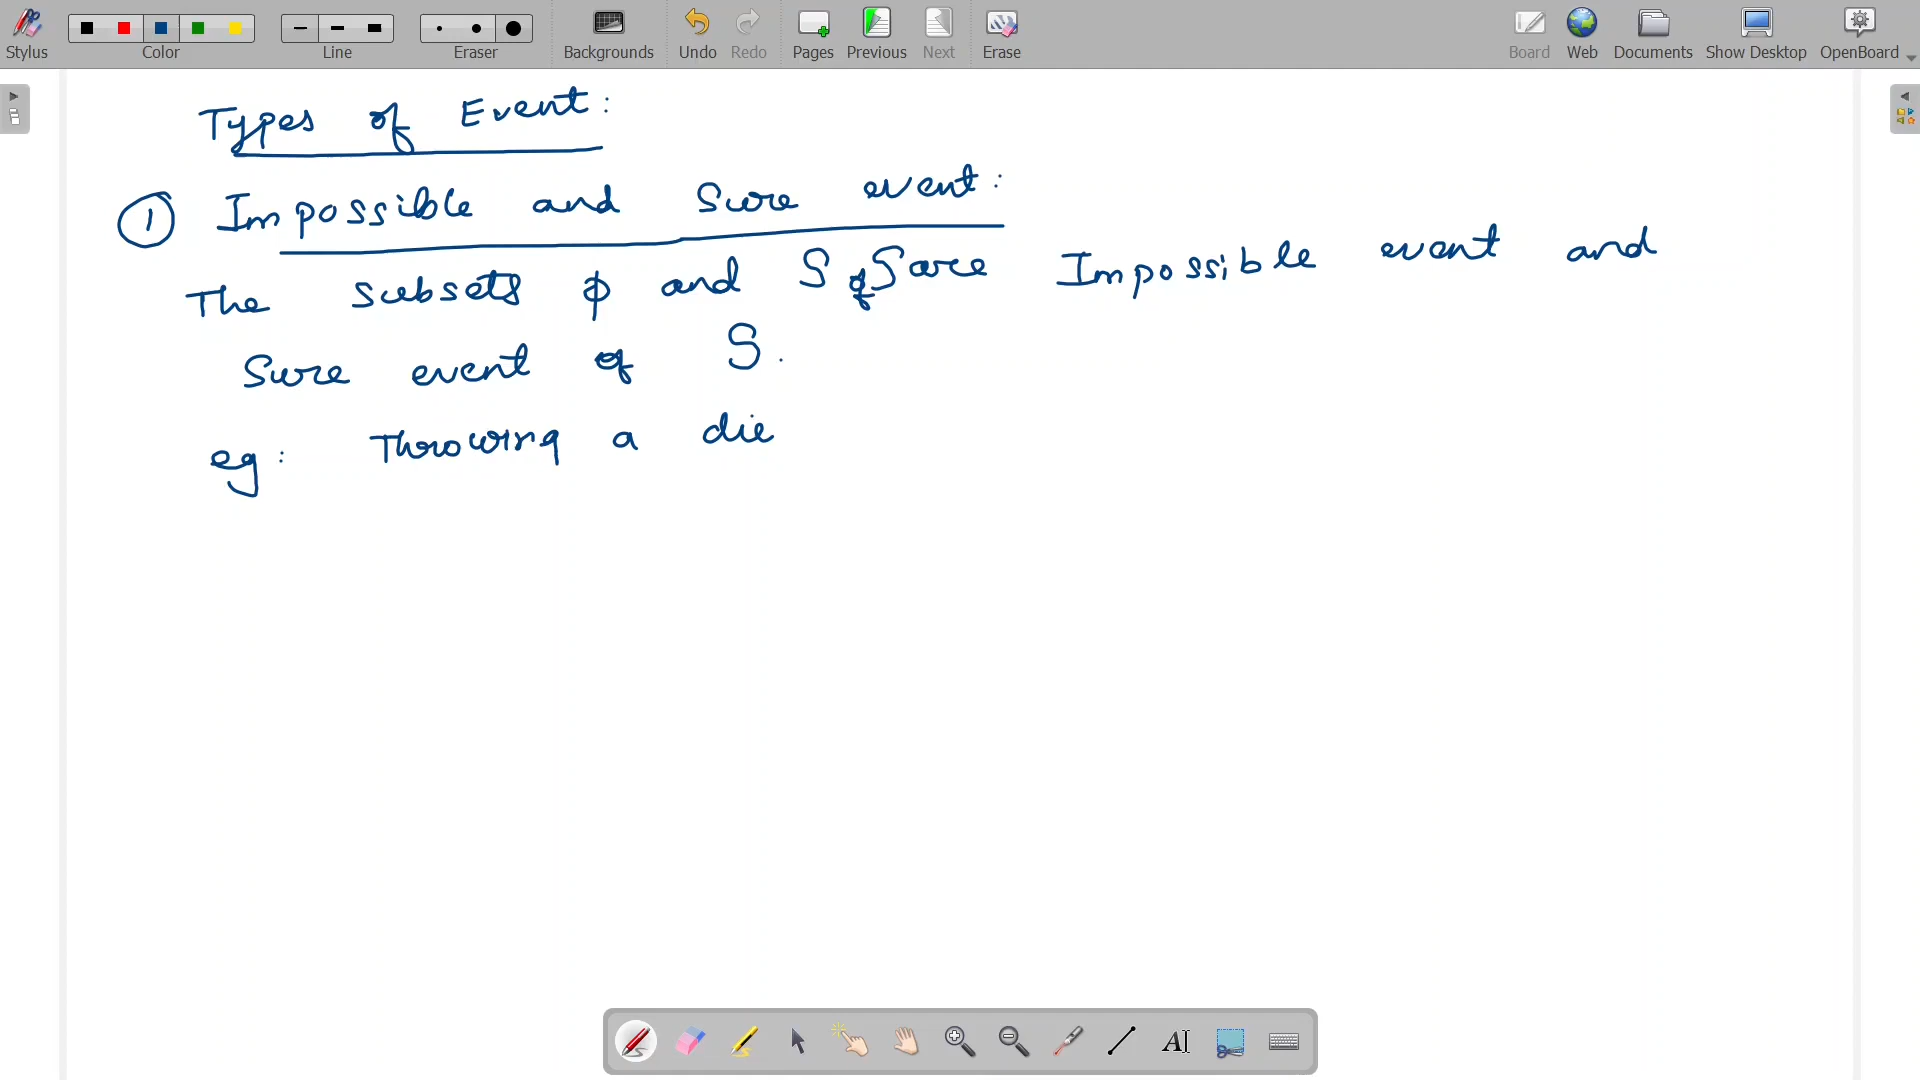 Stylus Color Line Eraser Backgrounds Undo Redo Pages Previous Next Erase Board Web Documents Show Desktop OpenBoard
Types of Event:
① Impossible and Sure event:
The subsets φ and S of S are Impossible event and
Sure event of S.
eg: Throwing a die